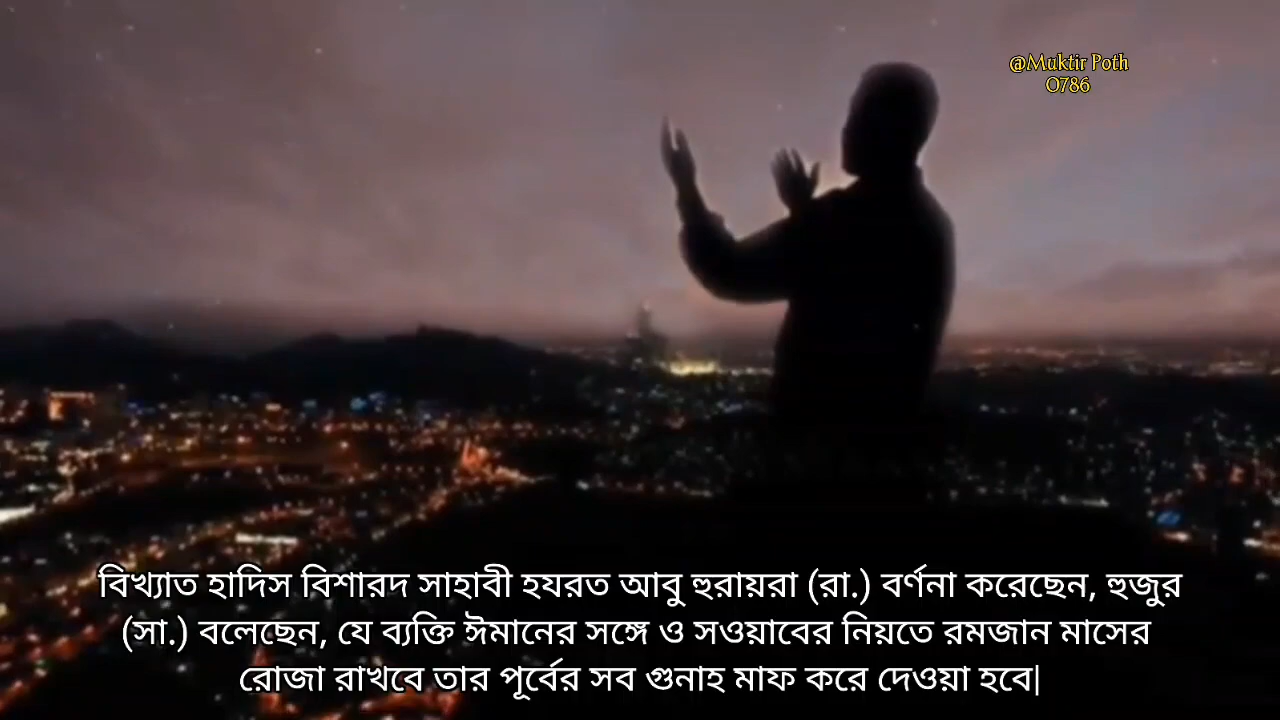 @Muktir Poth
0786
বিখ্যাত হাদিস বিশারদ সাহাবী হযরত আবু হুরায়রা (রা.) বর্ণনা করেছেন, হুজুর
(সা.) বলেছেন, যে ব্যক্তি ঈমানের সঙ্গে ও সওয়াবের নিয়তে রমজান মাসের
রোজা রাখবে তার পূর্বের সব গুনাহ মাফ করে দেওয়া হবে|